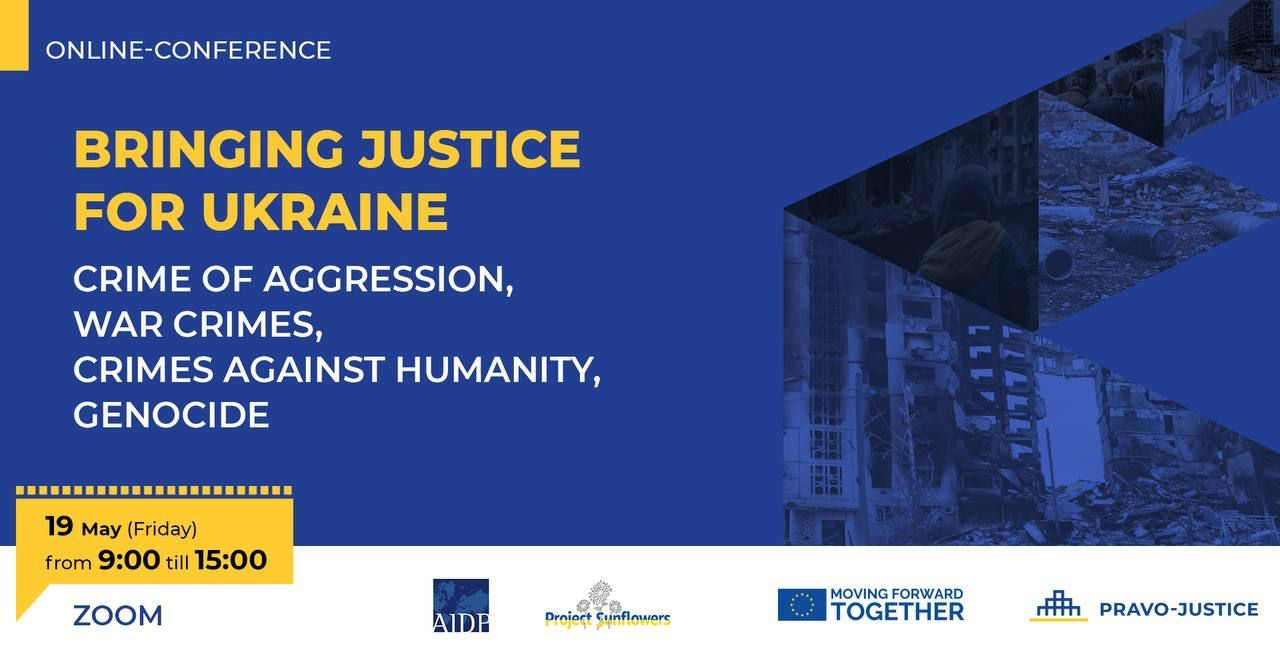 ONLINE-CONFERENCE
BRINGING JUSTICE
FOR UKRAINE
CRIME OF AGGRESSION,
WAR CRIMES,
CRIMES AGAINST HUMANITY,
GENOCIDE
19 May (Friday)
from 9:00 till 15:00
ZOOM
AIDP
Project Sunflowers
MOVING FORWARD
TOGETHER
PRAVO-JUSTICE